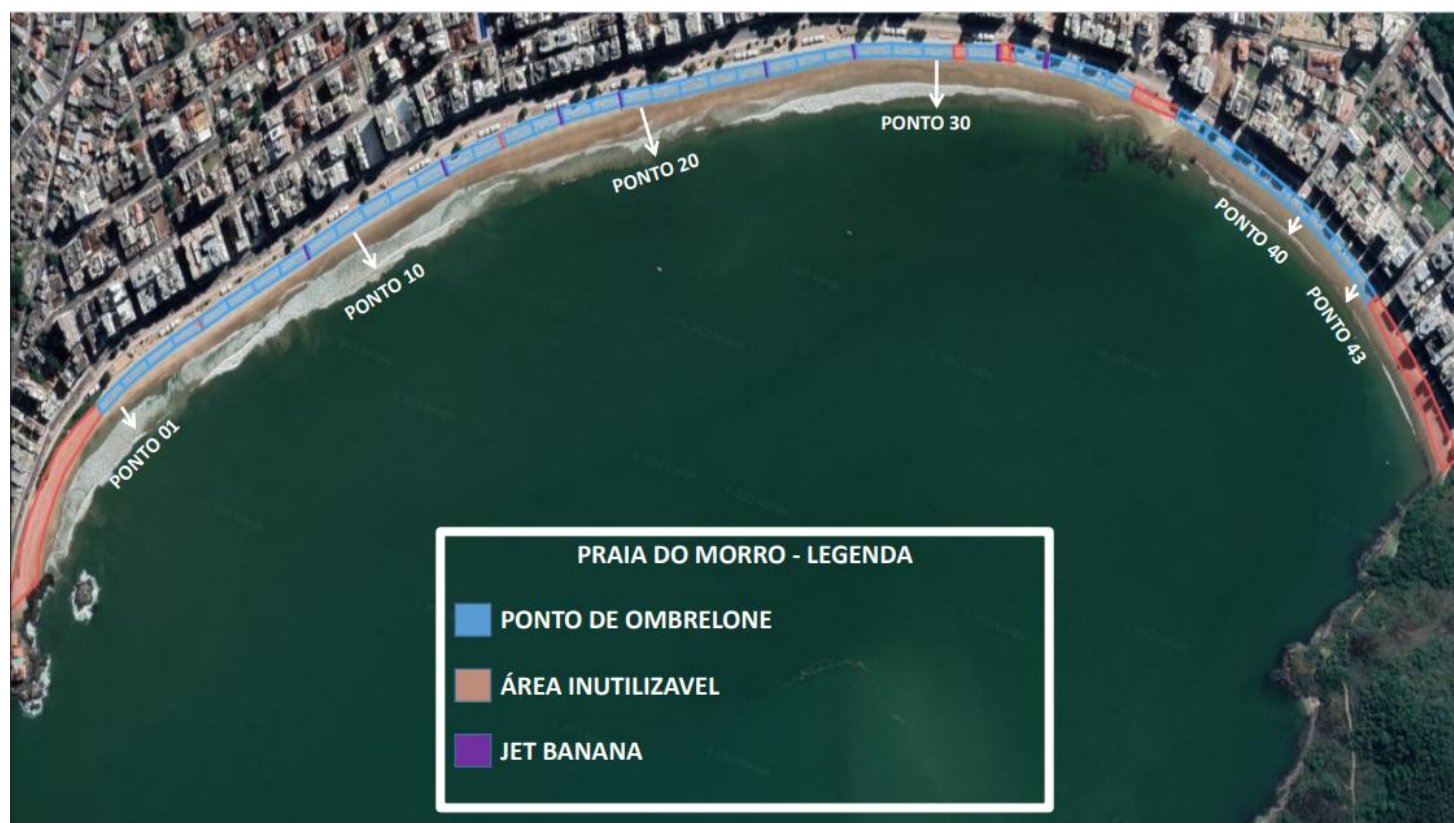 PONTO 30
PONTO 20
PONTO 10
PONTO 40
PONTO 43
PONTO 01
PRAIA DO MORRO - LEGENDA
PONTO DE OMBRELONE
ÁREA INUTILIZAVEL
JET BANANA